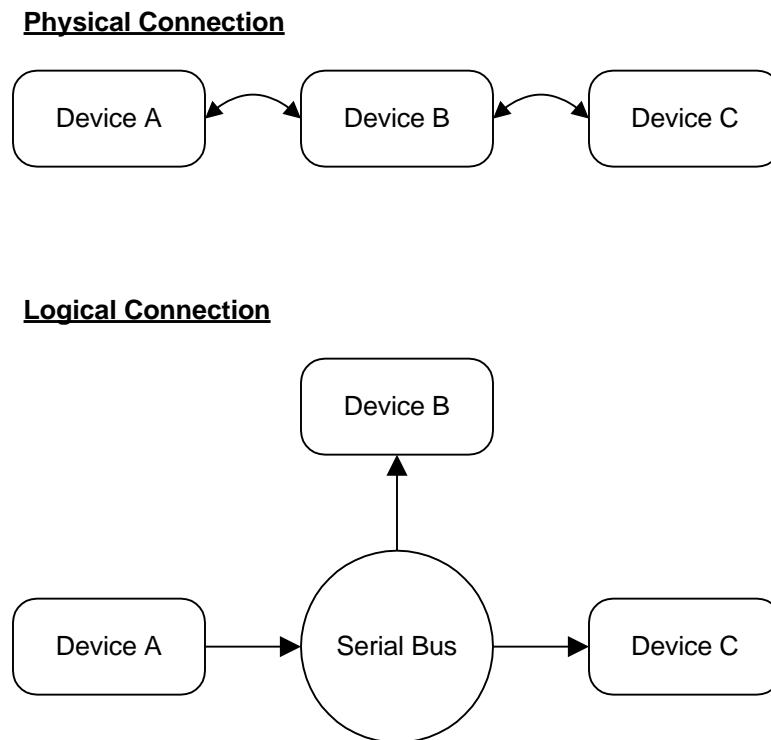 Physical Connection
Device A
Device B
Device C
Logical Connection
Device B
Device A
Serial Bus
Device C